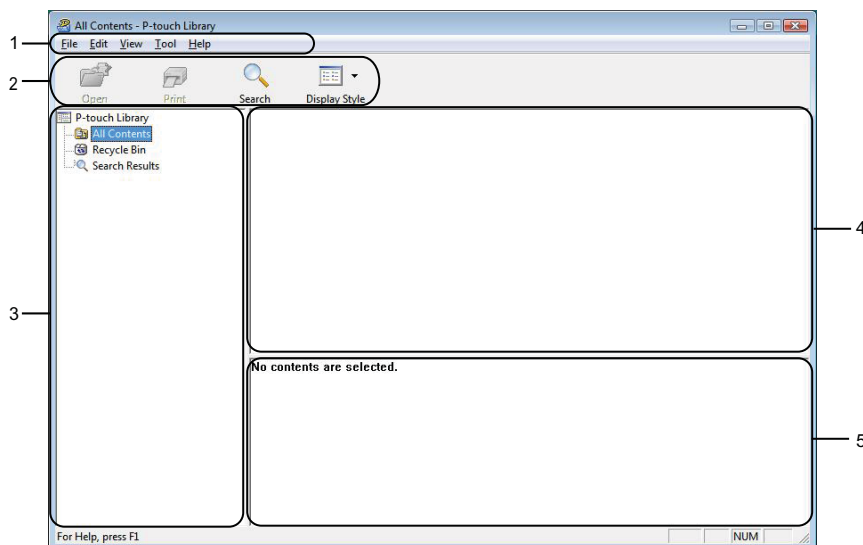 All Contents - P-touch Library
1
File Edit View Tool Help
2
Open Print Search Display Style
P-touch Library
All Contents
Recycle Bin
Search Results
3
4
No contents are selected.
5
For Help, press F1 NUM